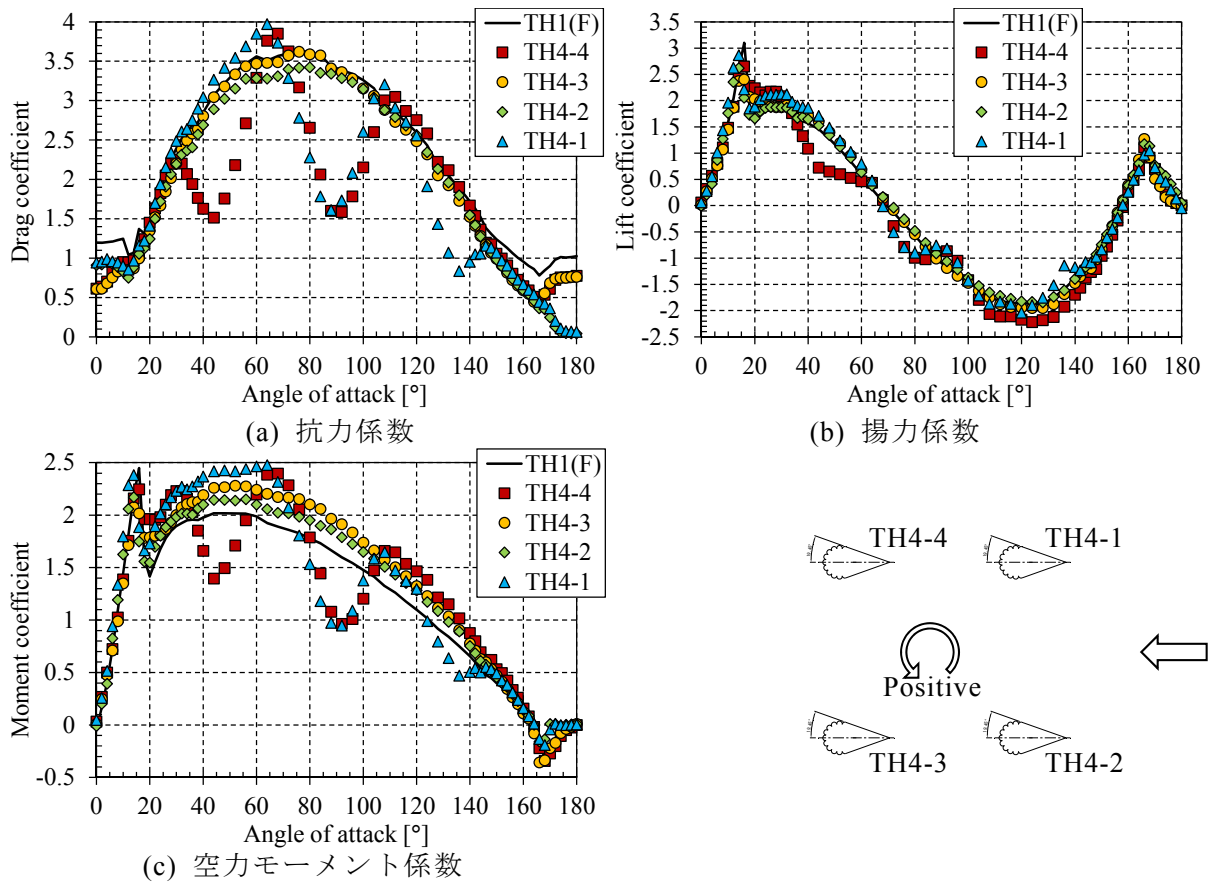 4
3.5
3
2.5
2
1.5
1
0.5
0
Drag coefficient
0 20 40 60 80 100 120 140 160 180
Angle of attack [°]
TH1(F)
TH4-4
TH4-3
TH4-2
TH4-1
(a) 抗力係数
3.5
3
2.5
2
1.5
1
0.5
0
-0.5
-1
-1.5
-2
-2.5
Lift coefficient
0 20 40 60 80 100 120 140 160 180
Angle of attack [°]
TH1(F)
TH4-4
TH4-3
TH4-2
TH4-1
(b) 揚力係数
2.5
2
1.5
1
0.5
0
-0.5
Moment coefficient
0 20 40 60 80 100 120 140 160 180
Angle of attack [°]
TH1(F)
TH4-4
TH4-3
TH4-2
TH4-1
(c) 空力モーメント係数
TH4-4
TH4-1
Positive
TH4-3
TH4-2